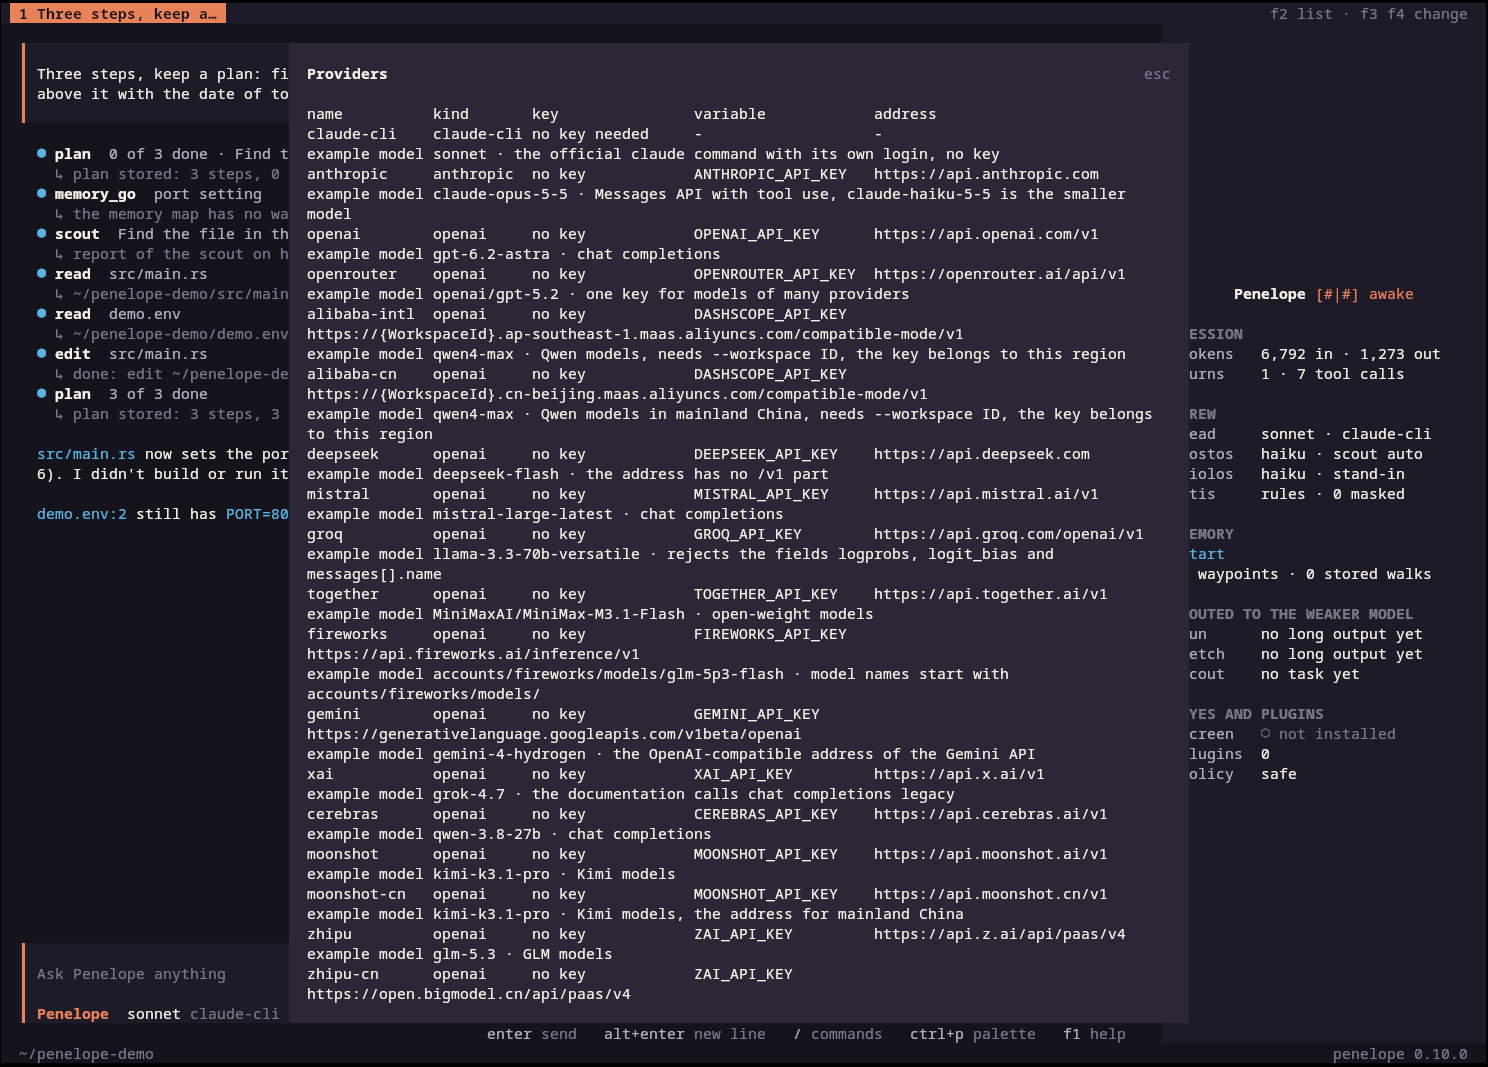 1 Three steps, keep a…
f2 list · f3 f4 change
Three steps, keep a plan: fi
above it with the date of to
plan 0 of 3 done · Find t
↳ plan stored: 3 steps, 0
memory_go port setting
↳ the memory map has no wa
scout Find the file in th
↳ report of the scout on h
read src/main.rs
↳ ~/penelope-demo/src/main
read demo.env
↳ ~/penelope-demo/demo.env
edit src/main.rs
↳ done: edit ~/penelope-de
plan 3 of 3 done
↳ plan stored: 3 steps, 3
src/main.rs now sets the por
6). I didn't build or run it
demo.env:2 still has PORT=80
Ask Penelope anything
Penelope sonnet claude-cli
Providers esc
name kind key variable address
claude-cli claude-cli no key needed - -
example model sonnet · the official claude command with its own login, no key
anthropic anthropic no key ANTHROPIC_API_KEY https://api.anthropic.com
example model claude-opus-5-5 · Messages API with tool use, claude-haiku-5-5 is the smaller
model
openai openai no key OPENAI_API_KEY https://api.openai.com/v1
example model gpt-6.2-astra · chat completions
openrouter openai no key OPENROUTER_API_KEY https://openrouter.ai/api/v1
example model openai/gpt-5.2 · one key for models of many providers
alibaba-intl openai no key DASHSCOPE_API_KEY
https://{WorkspaceId}.ap-southeast-1.maas.aliyuncs.com/compatible-mode/v1
example model qwen4-max · Qwen models, needs --workspace ID, the key belongs to this region
alibaba-cn openai no key DASHSCOPE_API_KEY
https://{WorkspaceId}.cn-beijing.maas.aliyuncs.com/compatible-mode/v1
example model qwen4-max · Qwen models in mainland China, needs --workspace ID, the key belongs
to this region
deepseek openai no key DEEPSEEK_API_KEY https://api.deepseek.com
example model deepseek-flash · the address has no /v1 part
mistral openai no key MISTRAL_API_KEY https://api.mistral.ai/v1
example model mistral-large-latest · chat completions
groq openai no key GROQ_API_KEY https://api.groq.com/openai/v1
example model llama-3.3-70b-versatile · rejects the fields logprobs, logit_bias and
messages[].name
together openai no key TOGETHER_API_KEY https://api.together.ai/v1
example model MiniMaxAI/MiniMax-M3.1-Flash · open-weight models
fireworks openai no key FIREWORKS_API_KEY
https://api.fireworks.ai/inference/v1
example model accounts/fireworks/models/glm-5p3-flash · model names start with
accounts/fireworks/models/
gemini openai no key GEMINI_API_KEY
https://generativelanguage.googleapis.com/v1beta/openai
example model gemini-4-hydrogen · the OpenAI-compatible address of the Gemini API
xai openai no key XAI_API_KEY https://api.x.ai/v1
example model grok-4.7 · the documentation calls chat completions legacy
cerebras openai no key CEREBRAS_API_KEY https://api.cerebras.ai/v1
example model qwen-3.8-27b · chat completions
moonshot openai no key MOONSHOT_API_KEY https://api.moonshot.ai/v1
example model kimi-k3.1-pro · Kimi models
moonshot-cn openai no key MOONSHOT_API_KEY https://api.moonshot.cn/v1
example model kimi-k3.1-pro · Kimi models, the address for mainland China
zhipu openai no key ZAI_API_KEY https://api.z.ai/api/paas/v4
example model glm-5.3 · GLM models
zhipu-cn openai no key ZAI_API_KEY
https://open.bigmodel.cn/api/paas/v4
Penelope [#|#] awake
ESSION
okens 6,792 in · 1,273 out
urns 1 · 7 tool calls
REW
ead sonnet · claude-cli
ostos haiku · scout auto
iolos haiku · stand-in
tis rules · 0 masked
EMORY
tart
waypoints · 0 stored walks
OUTED TO THE WEAKER MODEL
un no long output yet
etch no long output yet
cout no task yet
YES AND PLUGINS
creen ○ not installed
lugins 0
olicy safe
enter send alt+enter new line / commands ctrl+p palette f1 help
~/penelope-demo
penelope 0.10.0